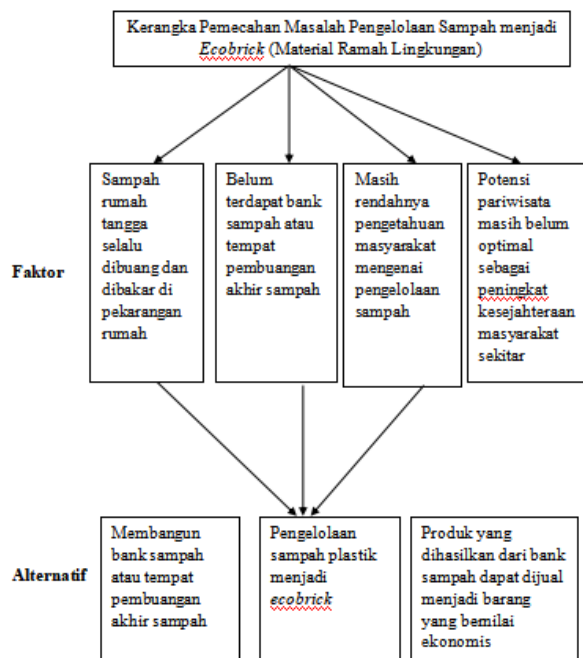 Kerangka Pemecahan Masalah Pengelolaan Sampah menjadi
Ecobrick (Material Ramah Lingkungan)
Sampah
rumah
tangga
selalu
dibuang dan
dibakar di
pekarangan
rumah
Belum
terdapat bank
sampah atau
tempat
pembuangan
akhir sampah
Masih
rendahnya
pengetahuan
masyarakat
mengenai
pengelolaan
sampah
Potensi
pariwisata
masih belum
optimal
sebagai
peningkat
kesejahteraan
masyarakat
sekitar
Faktor
Membangun
bank sampah
atau tempat
pembuangan
akhir sampah
Pengelolaan
sampah plastik
menjadi
ecobrick
Produk yang
dihasilkan dari bank
sampah dapat dijual
menjadi barang
yang bernilai
ekonomis
Alternatif